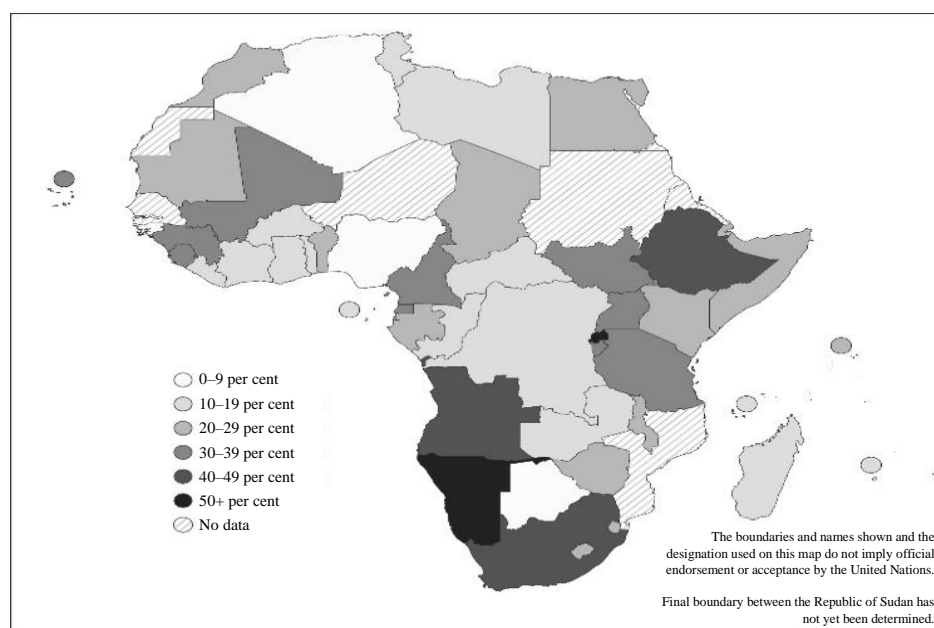 0–9 per cent
10–19 per cent
20–29 per cent
30–39 per cent
40–49 per cent
50+ per cent
No data
The boundaries and names shown and the
designation used on this map do not imply official
endorsement or acceptance by the United Nations.
Final boundary between the Republic of Sudan has
not yet been determined.